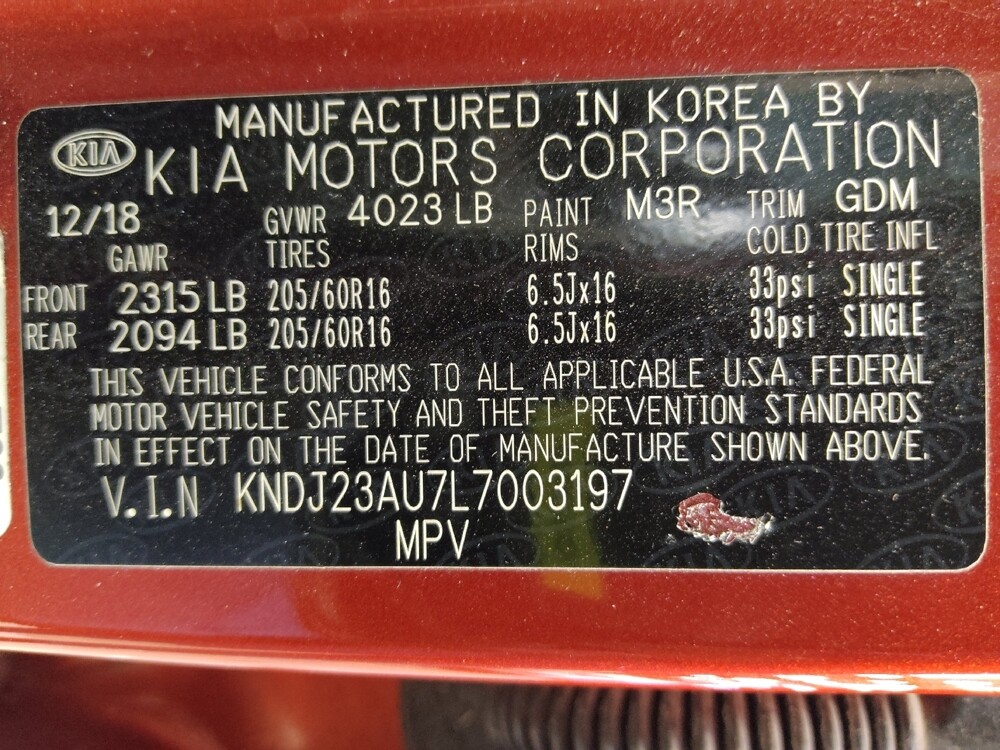 MANUFACTURED IN KOREA BY
KIA KIA MOTORS CORPORATION
12/18 GVWR 4023 LB PAINT M3R TRIM GDM
GAWR TIRES RIMS COLD TIRE INFL
FRONT 2315 LB 205/60R16 6.5Jx16 33psi SINGLE
REAR 2094 LB 205/60R16 6.5Jx16 33psi SINGLE
THIS VEHICLE CONFORMS TO ALL APPLICABLE U.S.A. FEDERAL
MOTOR VEHICLE SAFETY AND THEFT PREVENTION STANDARDS
IN EFFECT ON THE DATE OF MANUFACTURE SHOWN ABOVE.
V.I.N KNDJ23AU7L7003197
MPV